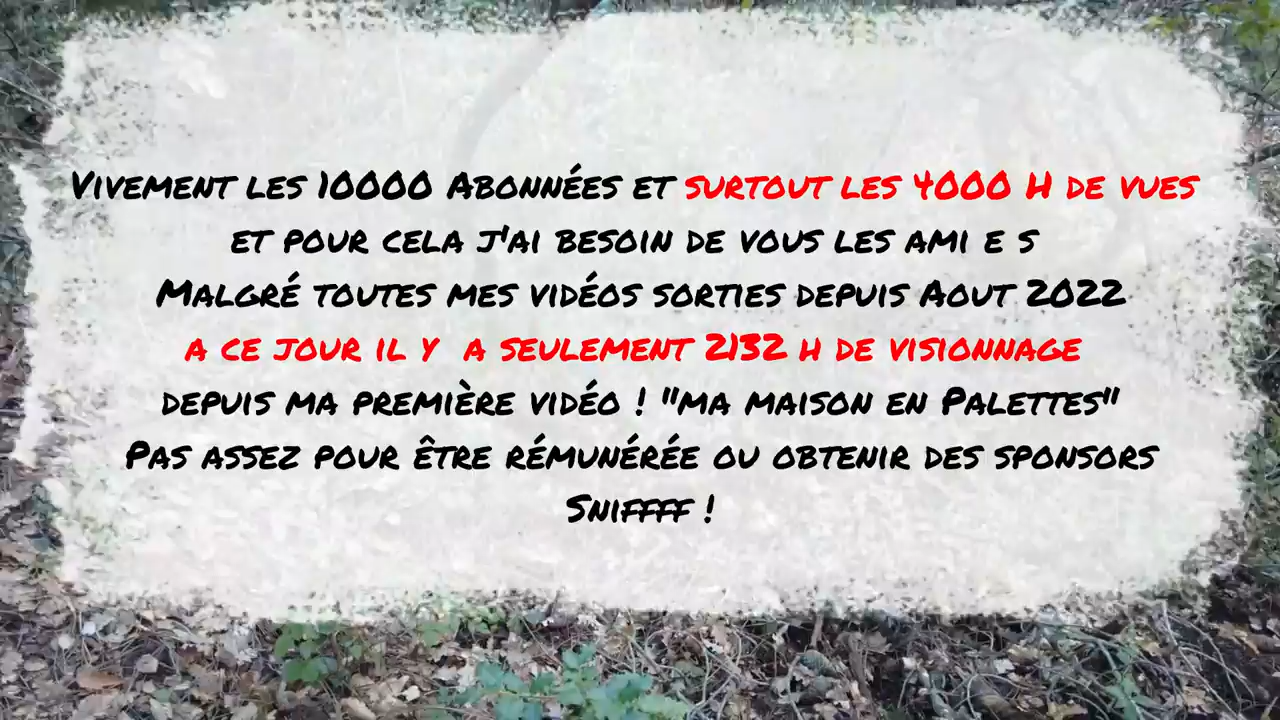 Vivement les 10000 Abonnées et surtout les 4000 H de vues
et pour cela j'ai besoin de vous les ami e s
Malgré toutes mes vidéos sorties depuis Aout 2022
a ce jour il y a seulement 2132 h de visionnage
depuis ma première vidéo ! "ma maison en Palettes"
Pas assez pour être rémunérée ou obtenir des sponsors
Sniffff !